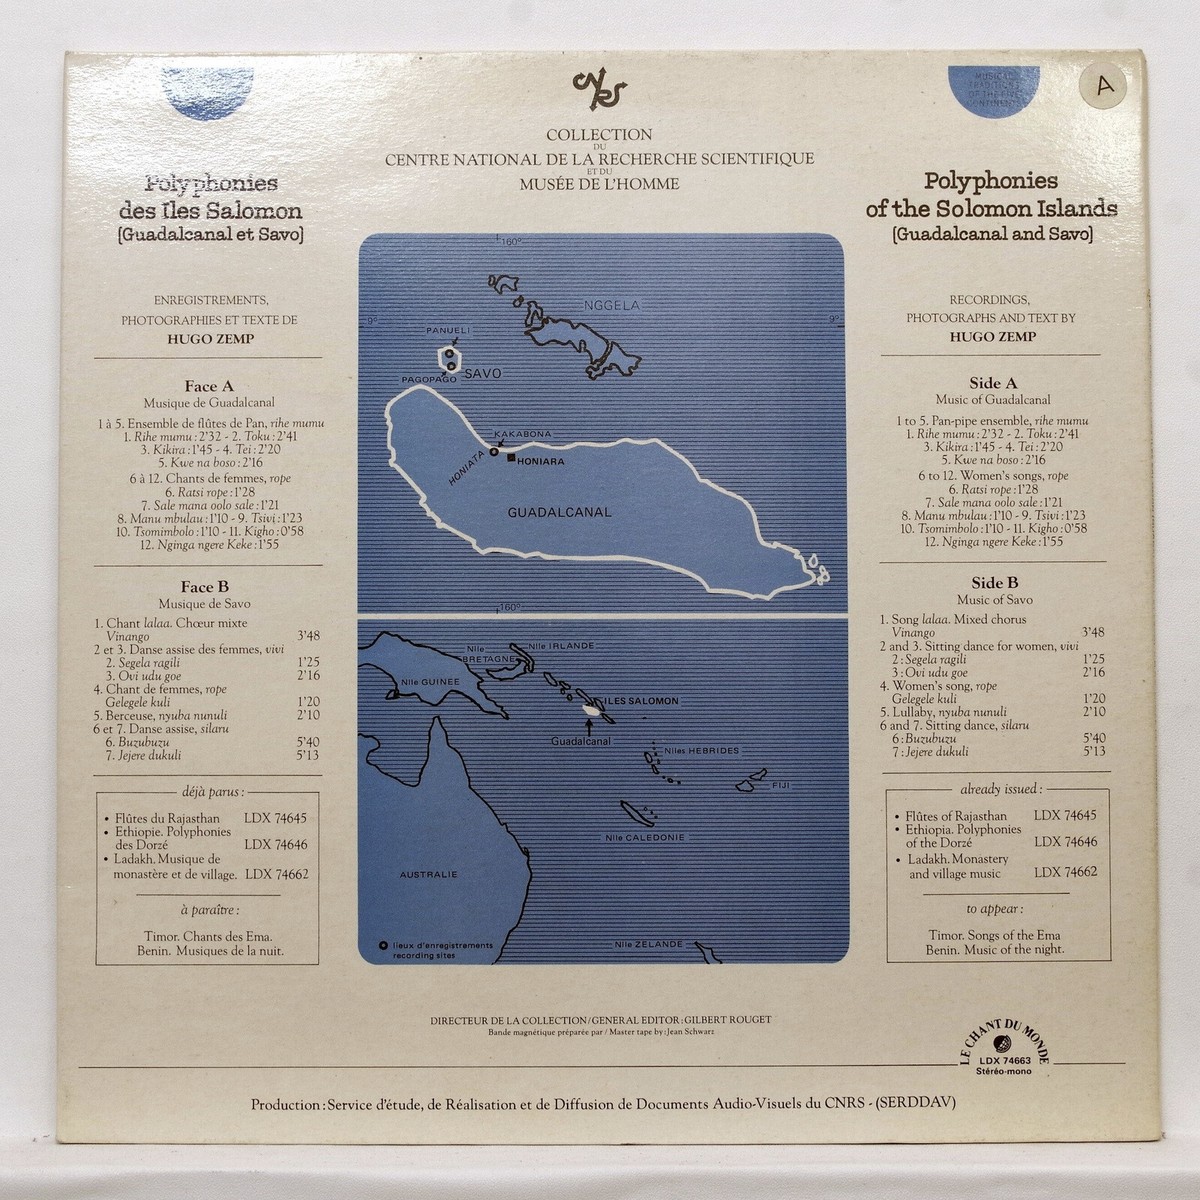 CNRS
COLLECTION
DU
CENTRE NATIONAL DE LA RECHERCHE SCIENTIFIQUE
ET DU
MUSÉE DE L'HOMME
Polyphonies
des Iles Salomon
(Guadalcanal et Savo)
ENREGISTREMENTS,
PHOTOGRAPHIES ET TEXTE DE
HUGO ZEMP
Face A
Musique de Guadalcanal
1 à 5. Ensemble de flûtes de Pan, rihe mumu
1. Rihe mumu : 2'32 - 2. Toku : 2'41
3. Kikira : 1'45 - 4. Tei : 2'20
5. Kwe na boso : 2'16
6 à 12. Chants de femmes, rope
6. Ratsi rope : 1'28
7. Sale mana oolo sale : 1'21
8. Manu mbulau : 1'10 - 9. Tsivi : 1'23
10. Tsomimbolo : 1'10 - 11. Kigho : 0'58
12. Nginga ngere Keke : 1'55
Face B
Musique de Savo
1. Chant lalaa. Chœur mixte
Vinango 3'48
2 et 3. Danse assise des femmes, vivi
2. Segela ragili 1'25
3. Ovi udu goe 2'16
4. Chant de femmes, rope
Gelegele kuli 1'20
5. Berceuse, nyuba nunuli 2'10
6 et 7. Danse assise, silaru
6. Buzubuzu 5'40
7. Jejere dukuli 5'13
déjà parus :
• Flûtes du Rajasthan LDX 74645
• Ethiopie. Polyphonies
des Dorzé LDX 74646
• Ladakh. Musique de
monastère et de village. LDX 74662
à paraître :
Timor. Chants des Ema.
Benin. Musiques de la nuit.
160°
9°
9°
NGGELA
PANUELI
SAVO
PAGOPAGO
KAKABONA
HONIATA
HONIARA
GUADALCANAL
160°
Nlle IRLANDE
Nlle
BRETAGNE
Nlle GUINEE
ILES SALOMON
Guadalcanal
Nlles HEBRIDES
FIJI
Nlle CALEDONIE
AUSTRALIE
Nlle ZELANDE
lieux d'enregistrements
recording sites
MUSICAL
TRADITIONS
OF THE FIVE
CONTINENTS
A
Polyphonies
of the Solomon Islands
(Guadalcanal and Savo)
RECORDINGS,
PHOTOGRAPHS AND TEXT BY
HUGO ZEMP
Side A
Music of Guadalcanal
1 to 5. Pan-pipe ensemble, rihe mumu
1. Rihe mumu : 2'32 - 2. Toku : 2'41
3. Kikira : 1'45 - 4. Tei : 2'20
5. Kwe na boso : 2'16
6 to 12. Women's songs, rope
6. Ratsi rope : 1'28
7. Sale mana oolo sale : 1'21
8. Manu mbulau : 1'10 - 9. Tsivi : 1'23
10. Tsomimbolo : 1'10 - 11. Kigho : 0'58
12. Nginga ngere Keke : 1'55
Side B
Music of Savo
1. Song lalaa. Mixed chorus
Vinango 3'48
2 and 3. Sitting dance for women, vivi
2 : Segela ragili 1'25
3 : Ovi udu goe 2'16
4. Women's song, rope
Gelegele kuli 1'20
5. Lullaby, nyuba nunuli 2'10
6 and 7. Sitting dance, silaru
6 : Buzubuzu 5'40
7 : Jejere dukuli 5'13
already issued :
• Flûtes of Rajasthan LDX 74645
• Ethiopia. Polyphonies
of the Dorzé LDX 74646
• Ladakh. Monastery
and village music LDX 74662
to appear :
Timor. Songs of the Ema
Benin. Music of the night.
DIRECTEUR DE LA COLLECTION/GENERAL EDITOR : GILBERT ROUGET
Bande magnétique préparée par / Master tape by : Jean Schwarz
LE CHANT DU MONDE
LDX 74663
Stéréo-mono
Production : Service d'étude, de Réalisation et de Diffusion de Documents Audio-Visuels du CNRS - (SERDDAV)